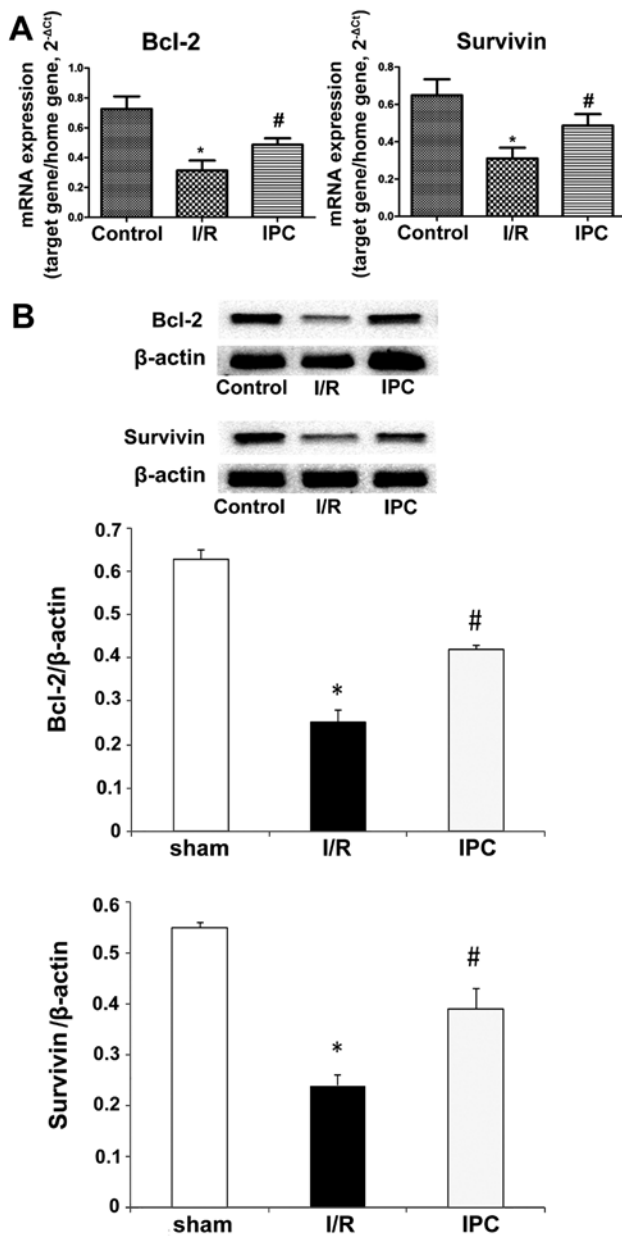 A
Bcl-2
mRNA expression
(target gene/home gene, 2-ΔCt)
0.8
0.6
0.4
0.2
0.0
*
#
Control I/R IPC
Survivin
mRNA expression
(target gene/home gene, 2-ΔCt)
0.8
0.6
0.4
0.2
0.0
*
#
Control I/R IPC
B
Bcl-2
β-actin
Control I/R IPC
Survivin
β-actin
Control I/R IPC
Bcl-2/β-actin
0.7
0.6
0.5
0.4
0.3
0.2
0.1
0
*
#
sham I/R IPC
Survivin/β-actin
0.6
0.5
0.4
0.3
0.2
0.1
0
*
#
sham I/R IPC